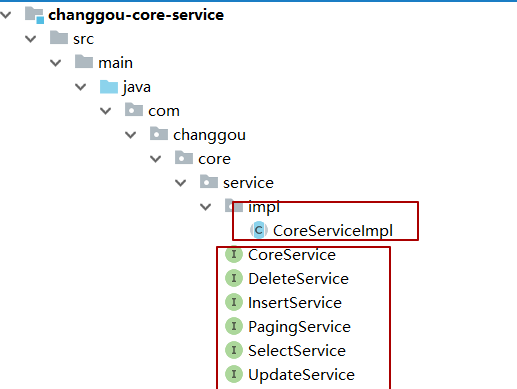 changgou-core-service
src
main
java
com
changgou
core
service
impl
C CoreServiceImpl
I CoreService
I DeleteService
I InsertService
I PagingService
I SelectService
I UpdateService